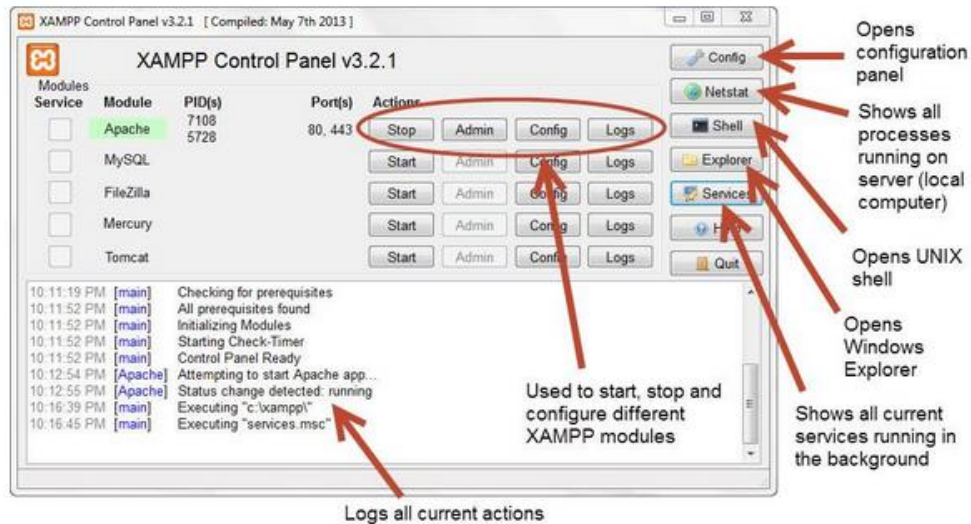 XAMPP Control Panel v3.2.1 [ Compiled: May 7th 2013 ]
XAMPP Control Panel v3.2.1
Modules
Service Module PID(s) Port(s) Actions
Apache 7108 5728 80, 443 Stop Admin Config Logs
MySQL Start Admin Config Logs
FileZilla Start Admin Config Logs
Mercury Start Admin Config Logs
Tomcat Start Admin Config Logs
Config
Netstat
Shell
Explorer
Services
Help
Quit
10:11:19 PM [main] Checking for prerequisites
10:11:52 PM [main] All prerequisites found
10:11:52 PM [main] Initializing Modules
10:11:52 PM [main] Starting Check-Timer
10:11:52 PM [main] Control Panel Ready
10:12:54 PM [Apache] Attempting to start Apache app...
10:12:55 PM [Apache] Status change detected: running
10:16:39 PM [main] Executing "c:\xampp\"
10:16:45 PM [main] Executing "services.msc"
Opens
configuration
panel
Shows all
processes
running on
server (local
computer)
Opens UNIX
shell
Opens
Windows
Explorer
Shows all current
services running in
the background
Used to start, stop and
configure different
XAMPP modules
Logs all current actions